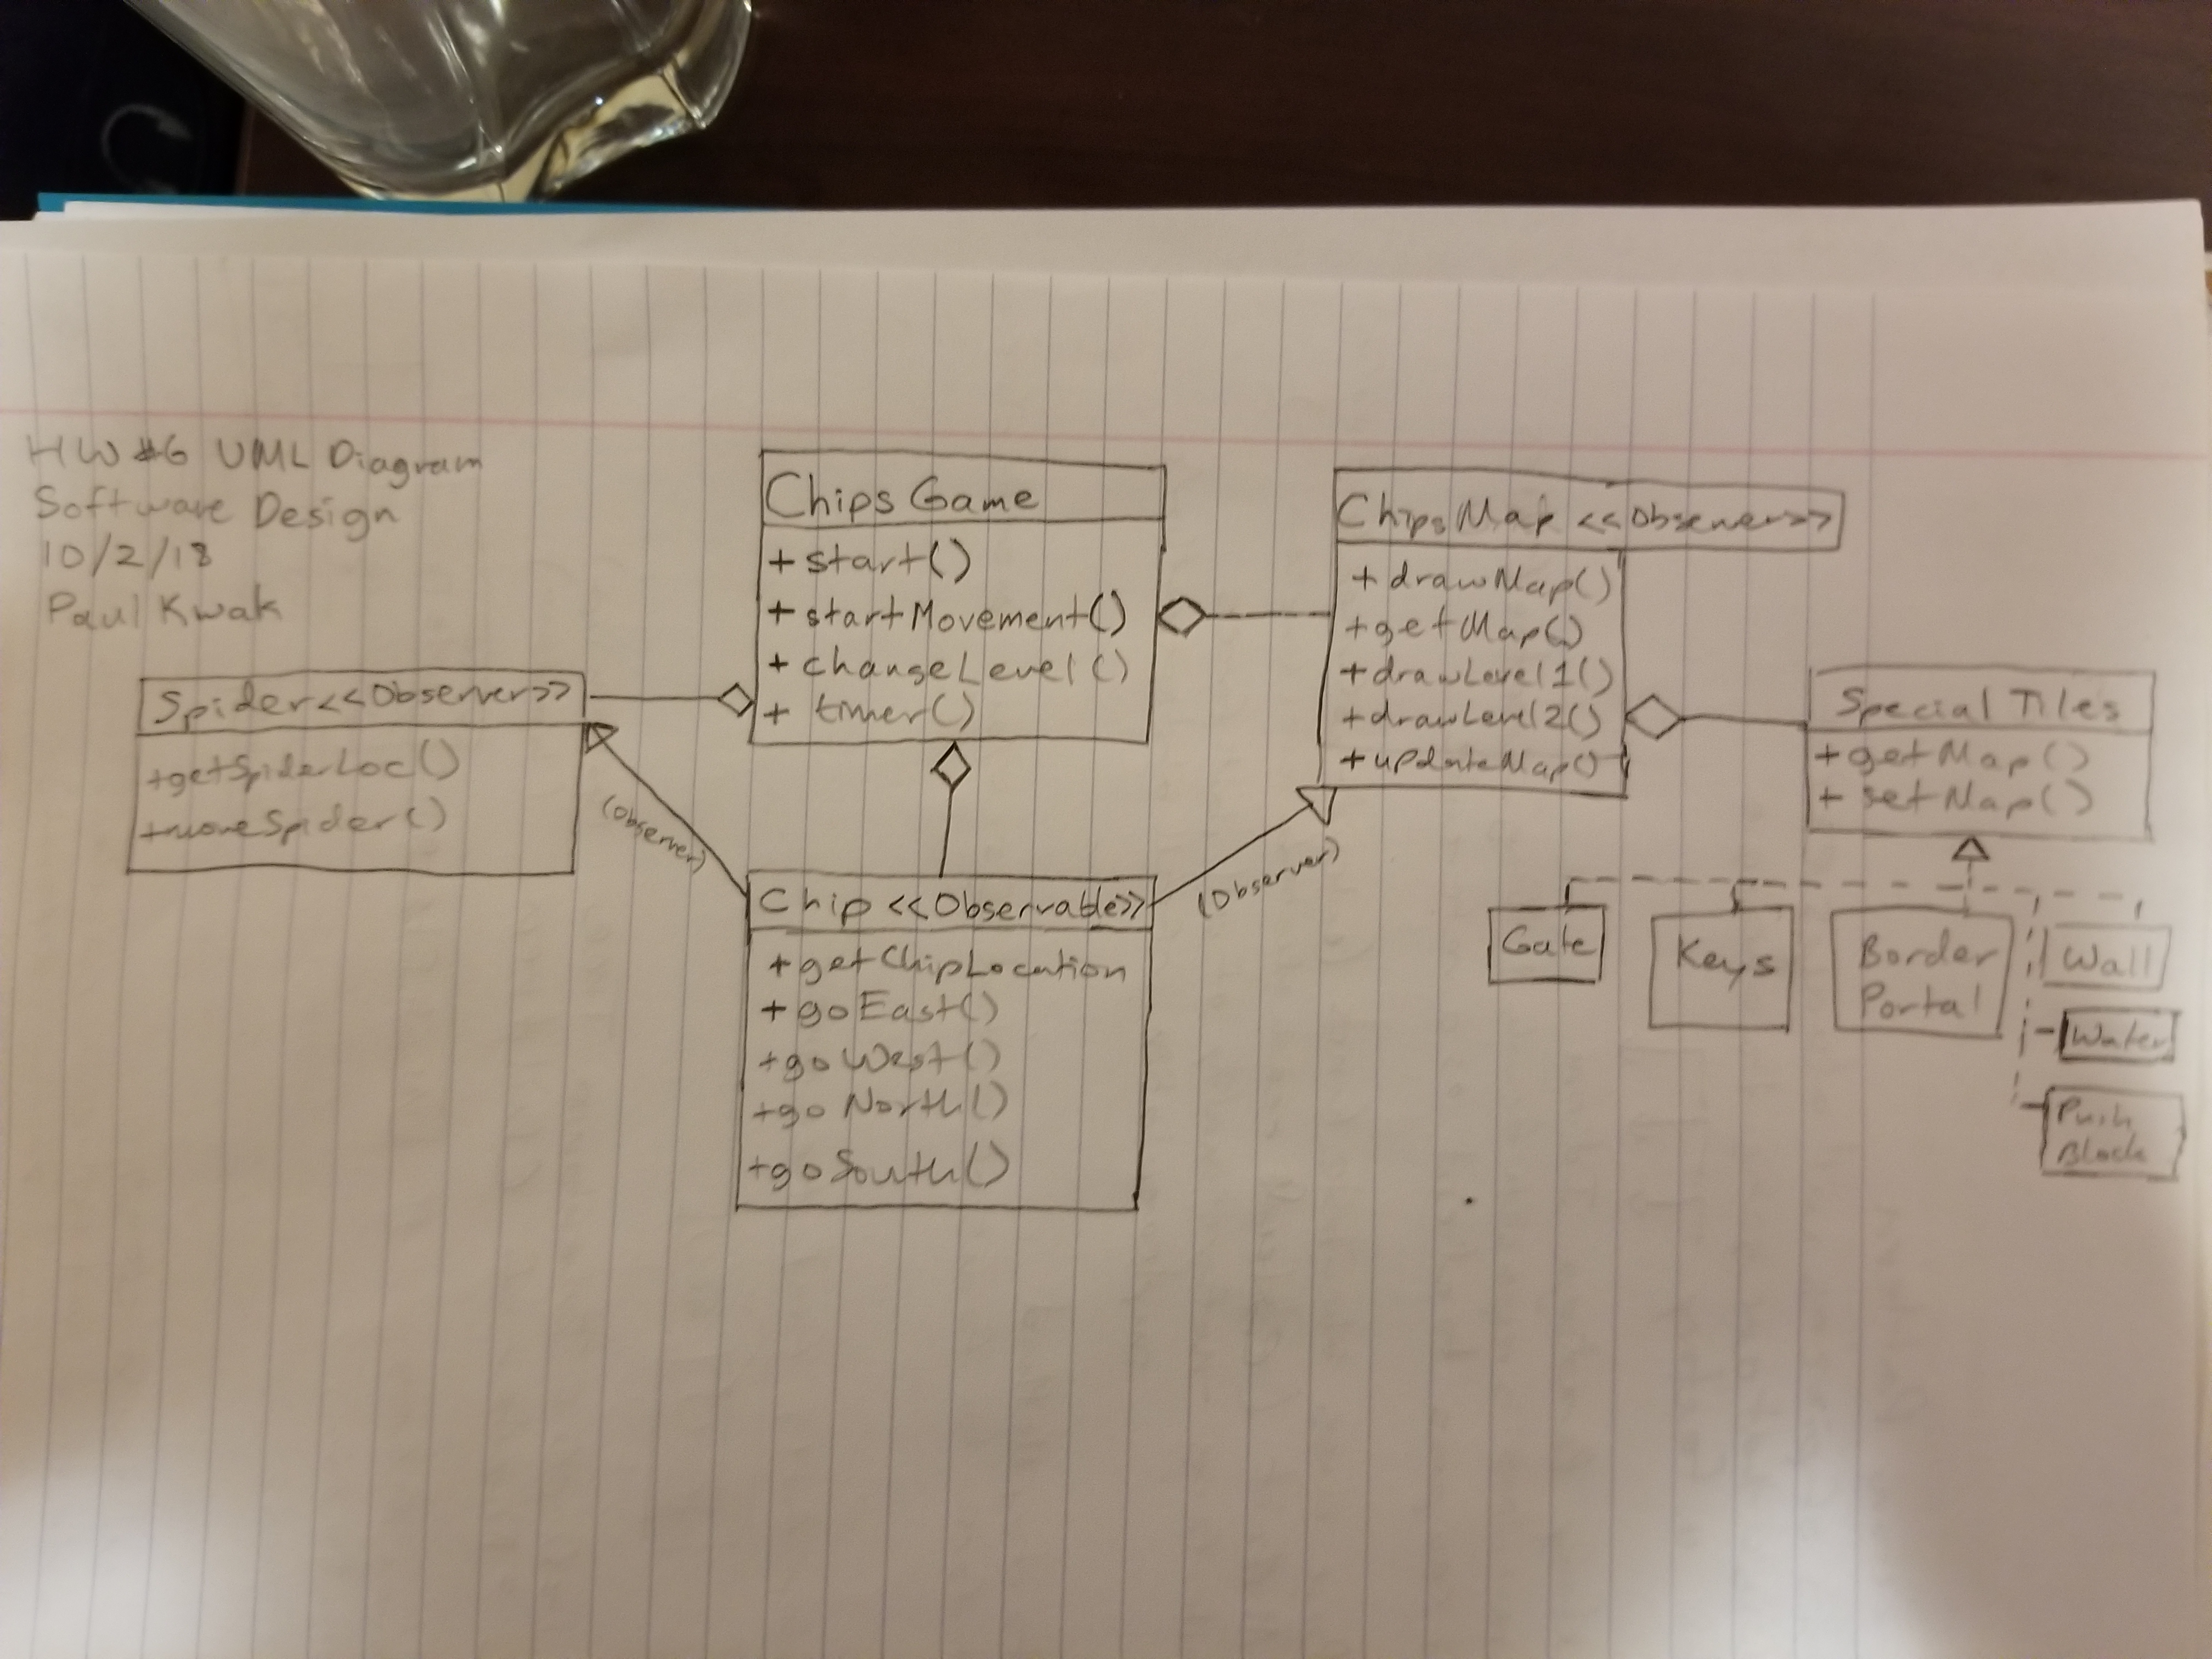 HW #6 UML Diagram
Software Design
10/2/18
Paul Kwak
Spider <<Observer>>
+getSpiderLoc()
+moveSpider()
ChipsGame
+start()
+startMovement()
+changeLevel()
+timer()
ChipsMap <<Observer>>
+drawMap()
+getMap()
+drawLevel1()
+drawLevel2()
+updateMap()
Special Tiles
+getMap()
+setMap()
(Observer)
Chip <<Observable>>
+getChipLocation
+goEast()
+goWest()
+goNorth()
+goSouth()
(Observer)
Gate
Keys
Border
Portal
Wall
Water
Push
Block